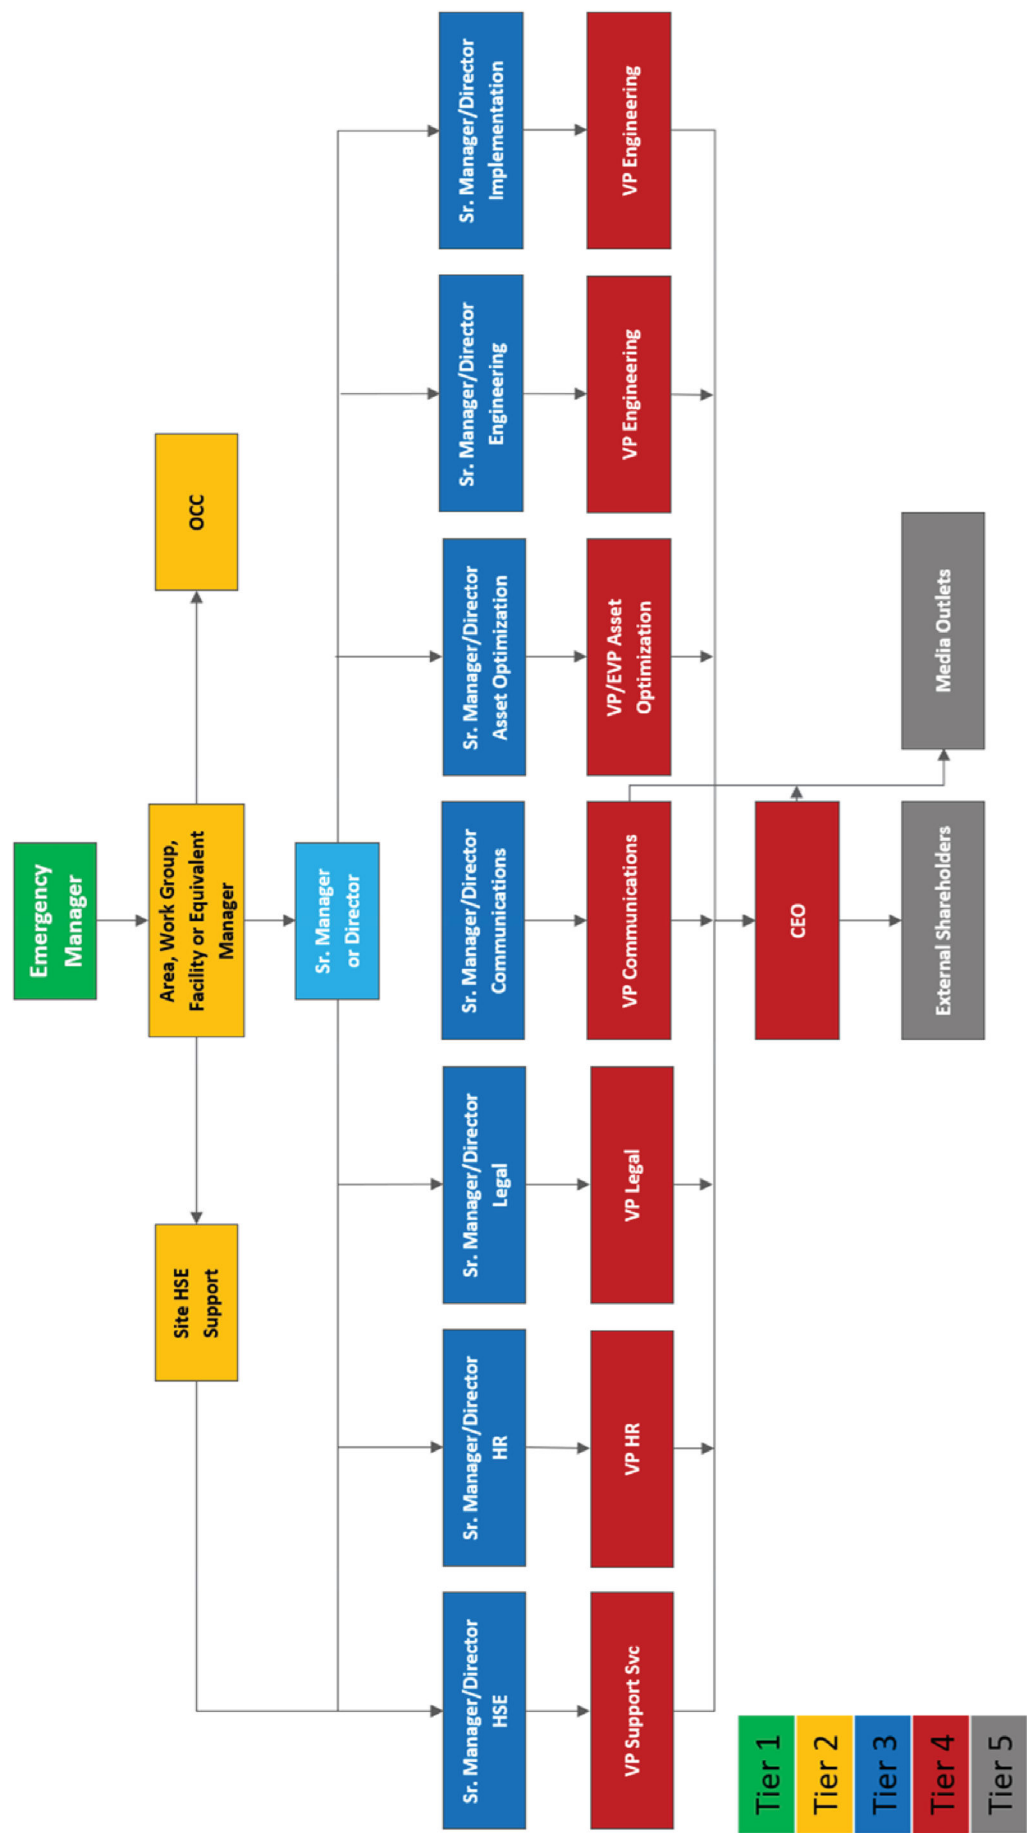 Emergency
Manager
Site HSE
Support
Area, Work Group,
Facility or Equivalent
Manager
OCC
Sr. Manager
or Director
Sr. Manager/Director
HSE
Sr. Manager/Director
HR
Sr. Manager/Director
Legal
Sr. Manager/Director
Communications
Sr. Manager/Director
Asset Optimization
Sr. Manager/Director
Engineering
Sr. Manager/Director
Implementation
VP Support Svc
VP HR
VP Legal
VP Communications
VP/EVP Asset
Optimization
VP Engineering
VP Engineering
CEO
External Shareholders
Media Outlets
Tier 1
Tier 2
Tier 3
Tier 4
Tier 5